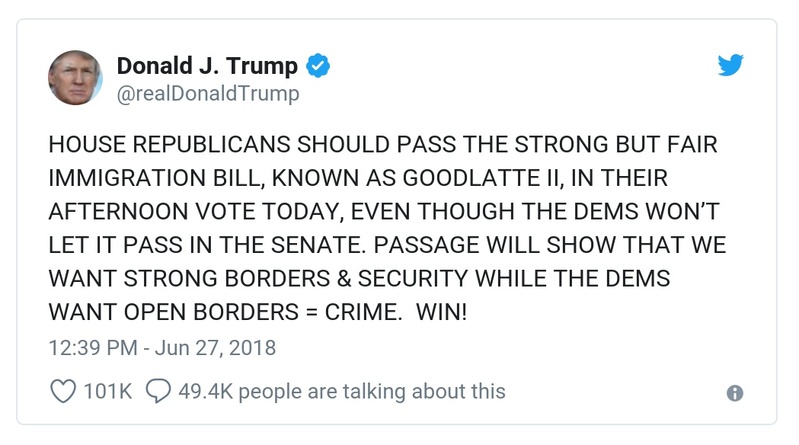 Donald J. Trump
@realDonaldTrump
HOUSE REPUBLICANS SHOULD PASS THE STRONG BUT FAIR
IMMIGRATION BILL, KNOWN AS GOODLATTE II, IN THEIR
AFTERNOON VOTE TODAY, EVEN THOUGH THE DEMS WON’T
LET IT PASS IN THE SENATE. PASSAGE WILL SHOW THAT WE
WANT STRONG BORDERS & SECURITY WHILE THE DEMS
WANT OPEN BORDERS = CRIME.  WIN!
12:39 PM - Jun 27, 2018
101K 49.4K people are talking about this